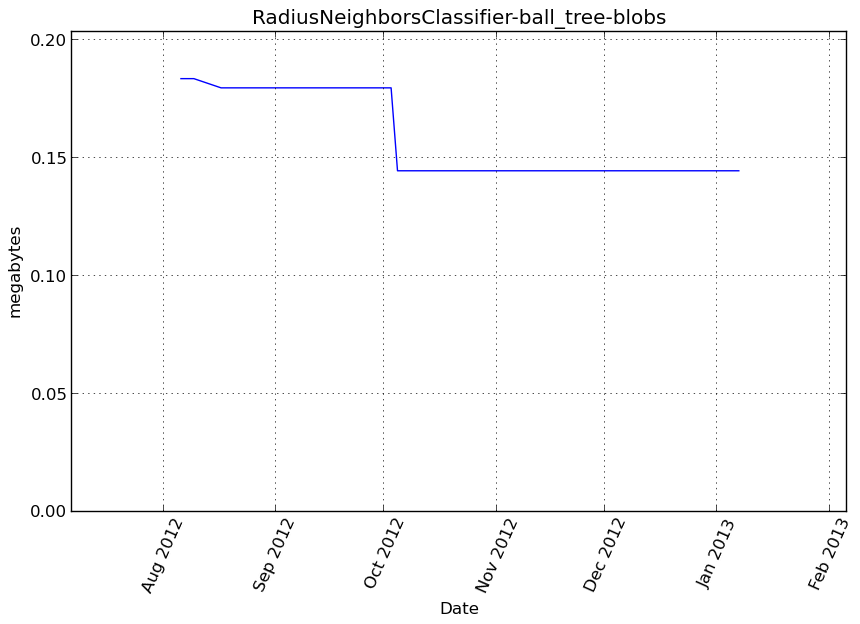 RadiusNeighborsClassifier-ball_tree-blobs
0.20
0.15
0.10
0.05
0.00
megabytes
Aug 2012
Sep 2012
Oct 2012
Nov 2012
Dec 2012
Jan 2013
Feb 2013
Date